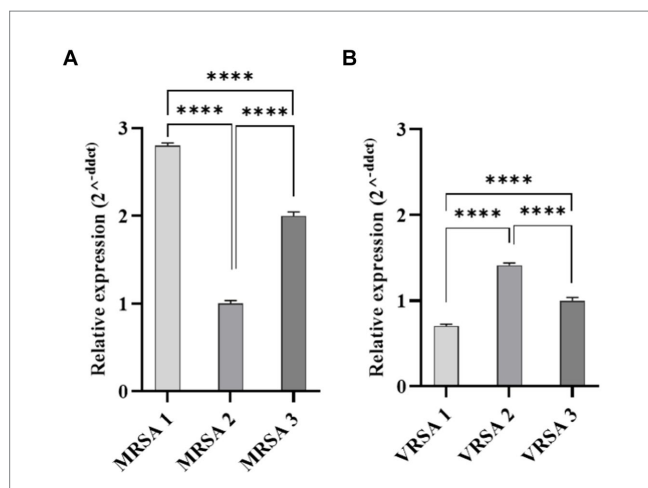 A
Relative expression (2^-ddct)
3
2
1
0
****
**** ****
MRSA 1
MRSA 2
MRSA 3
B
Relative expression (2^-ddct)
3
2
1
0
****
**** ****
VRSA 1
VRSA 2
VRSA 3